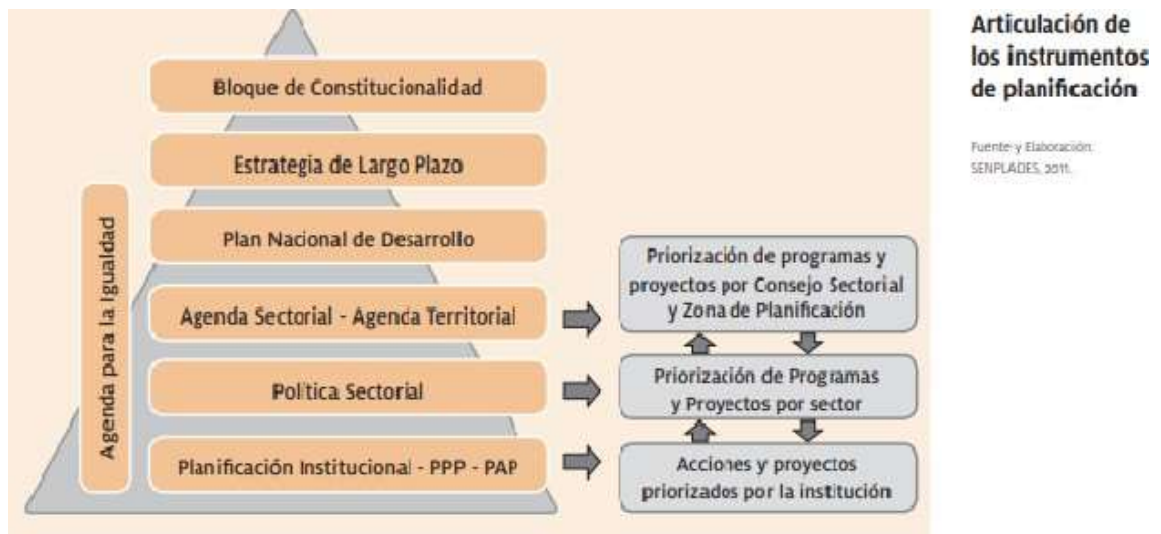 Articulación de
los instrumentos
de planificación
Fuente y Elaboración:
SENPLADES, 2011.
Bloque de Constitucionalidad
Estrategia de Largo Plazo
Plan Nacional de Desarrollo
Agenda Sectorial - Agenda Territorial
Política Sectorial
Planificación Institucional - PPP - PAP
Agenda para la Igualdad
Priorización de programas y
proyectos por Consejo Sectorial
y Zona de Planificación
Priorización de Programas
y Proyectos por sector
Acciones y proyectos
priorizados por la institución